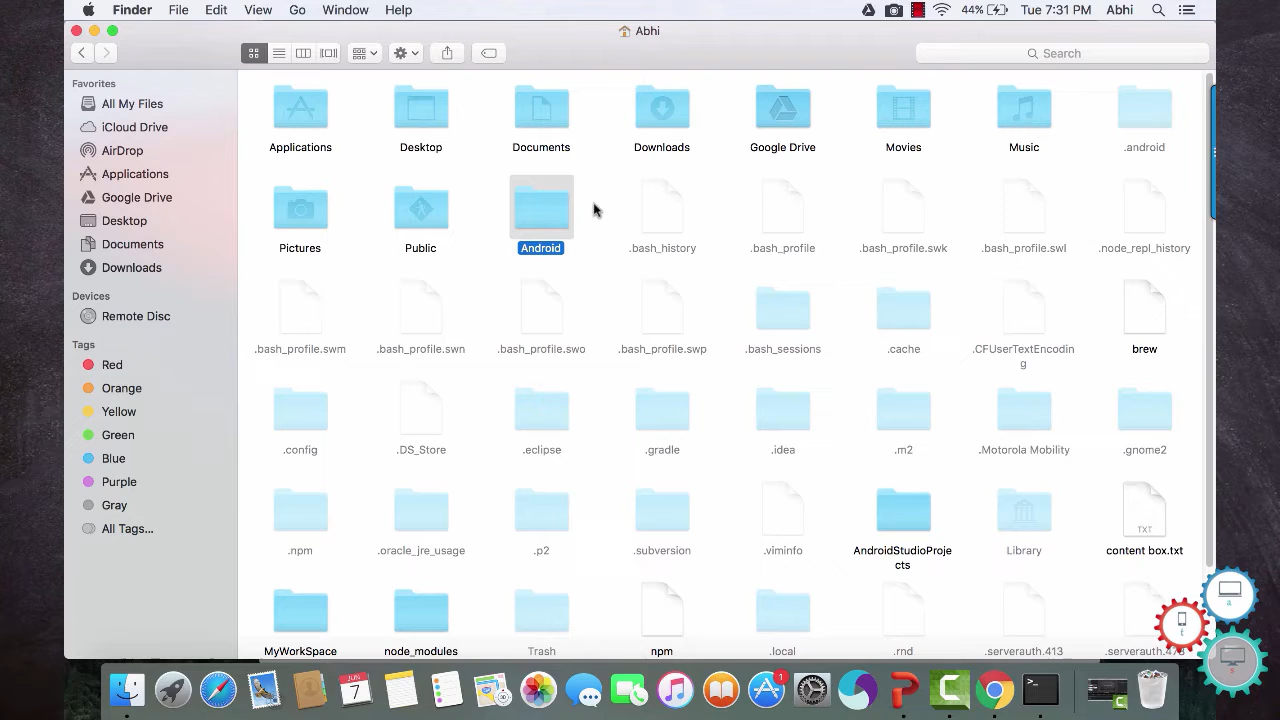 Finder File Edit View Go Window Help 44% Tue 7:31 PM Abhi
Abhi
Search
Favorites
All My Files
iCloud Drive
AirDrop
Applications
Google Drive
Desktop
Documents
Downloads
Devices
Remote Disc
Tags
Red
Orange
Yellow
Green
Blue
Purple
Gray
All Tags...
Applications Desktop Documents Downloads Google Drive Movies Music .android
Pictures Public Android .bash_history .bash_profile .bash_profile.swk .bash_profile.swl .node_repl_history
.bash_profile.swm .bash_profile.swn .bash_profile.swo .bash_profile.swp .bash_sessions .cache .CFUserTextEncodin brew
g
.config .DS_Store .eclipse .gradle .idea .m2 .Motorola Mobility .gnome2
TXT
.npm .oracle_jre_usage .p2 .subversion .viminfo AndroidStudioProje Library content box.txt
cts
MyWorkSpace node_modules Trash npm .local .rnd .serverauth.413 .serverauth.
JUN
7
1
a
t
s